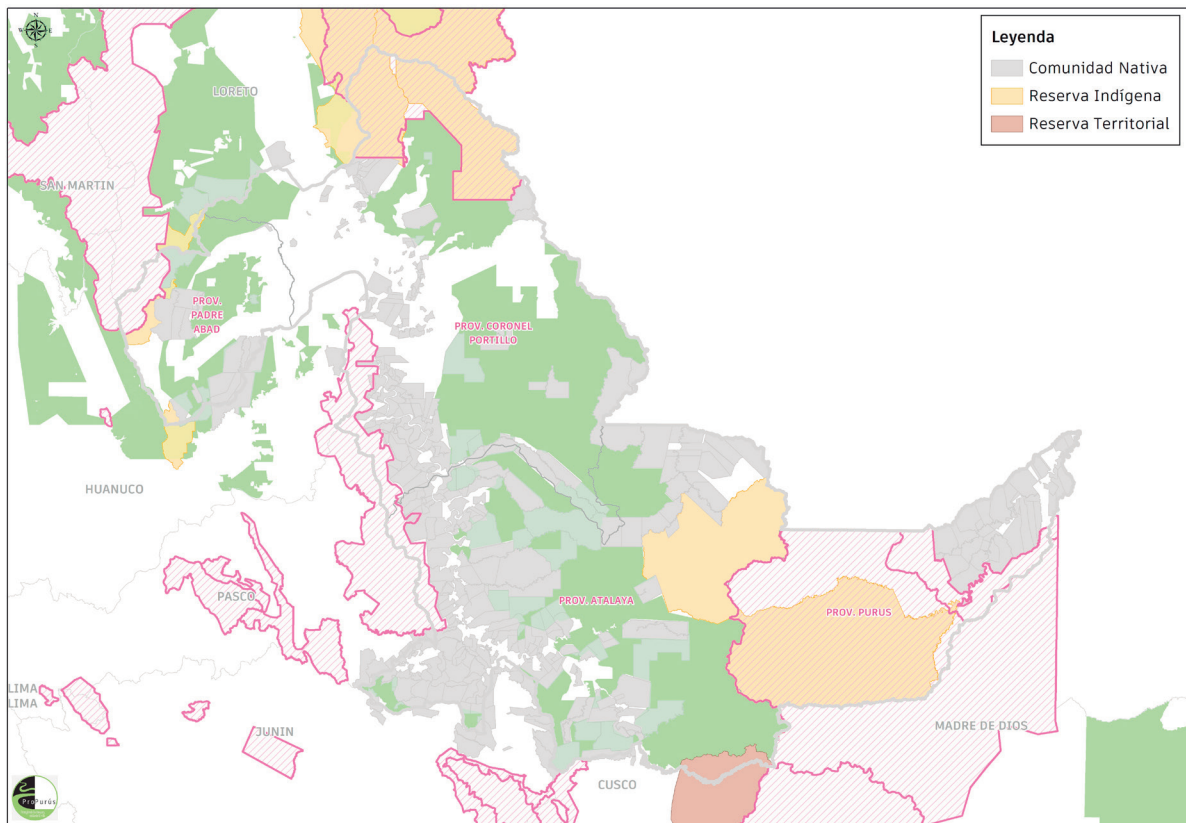 N
W
E
S
Leyenda
Comunidad Nativa
Reserva Indígena
Reserva Territorial
LORETO
SAN MARTIN
PROV.
PADRE
ABAD
PROV. CORONEL
PORTILLO
HUANUCO
PASCO
PROV. ATALAYA
PROV. PURUS
LIMA
LIMA
JUNIN
MADRE DE DIOS
CUSCO
ProPurús